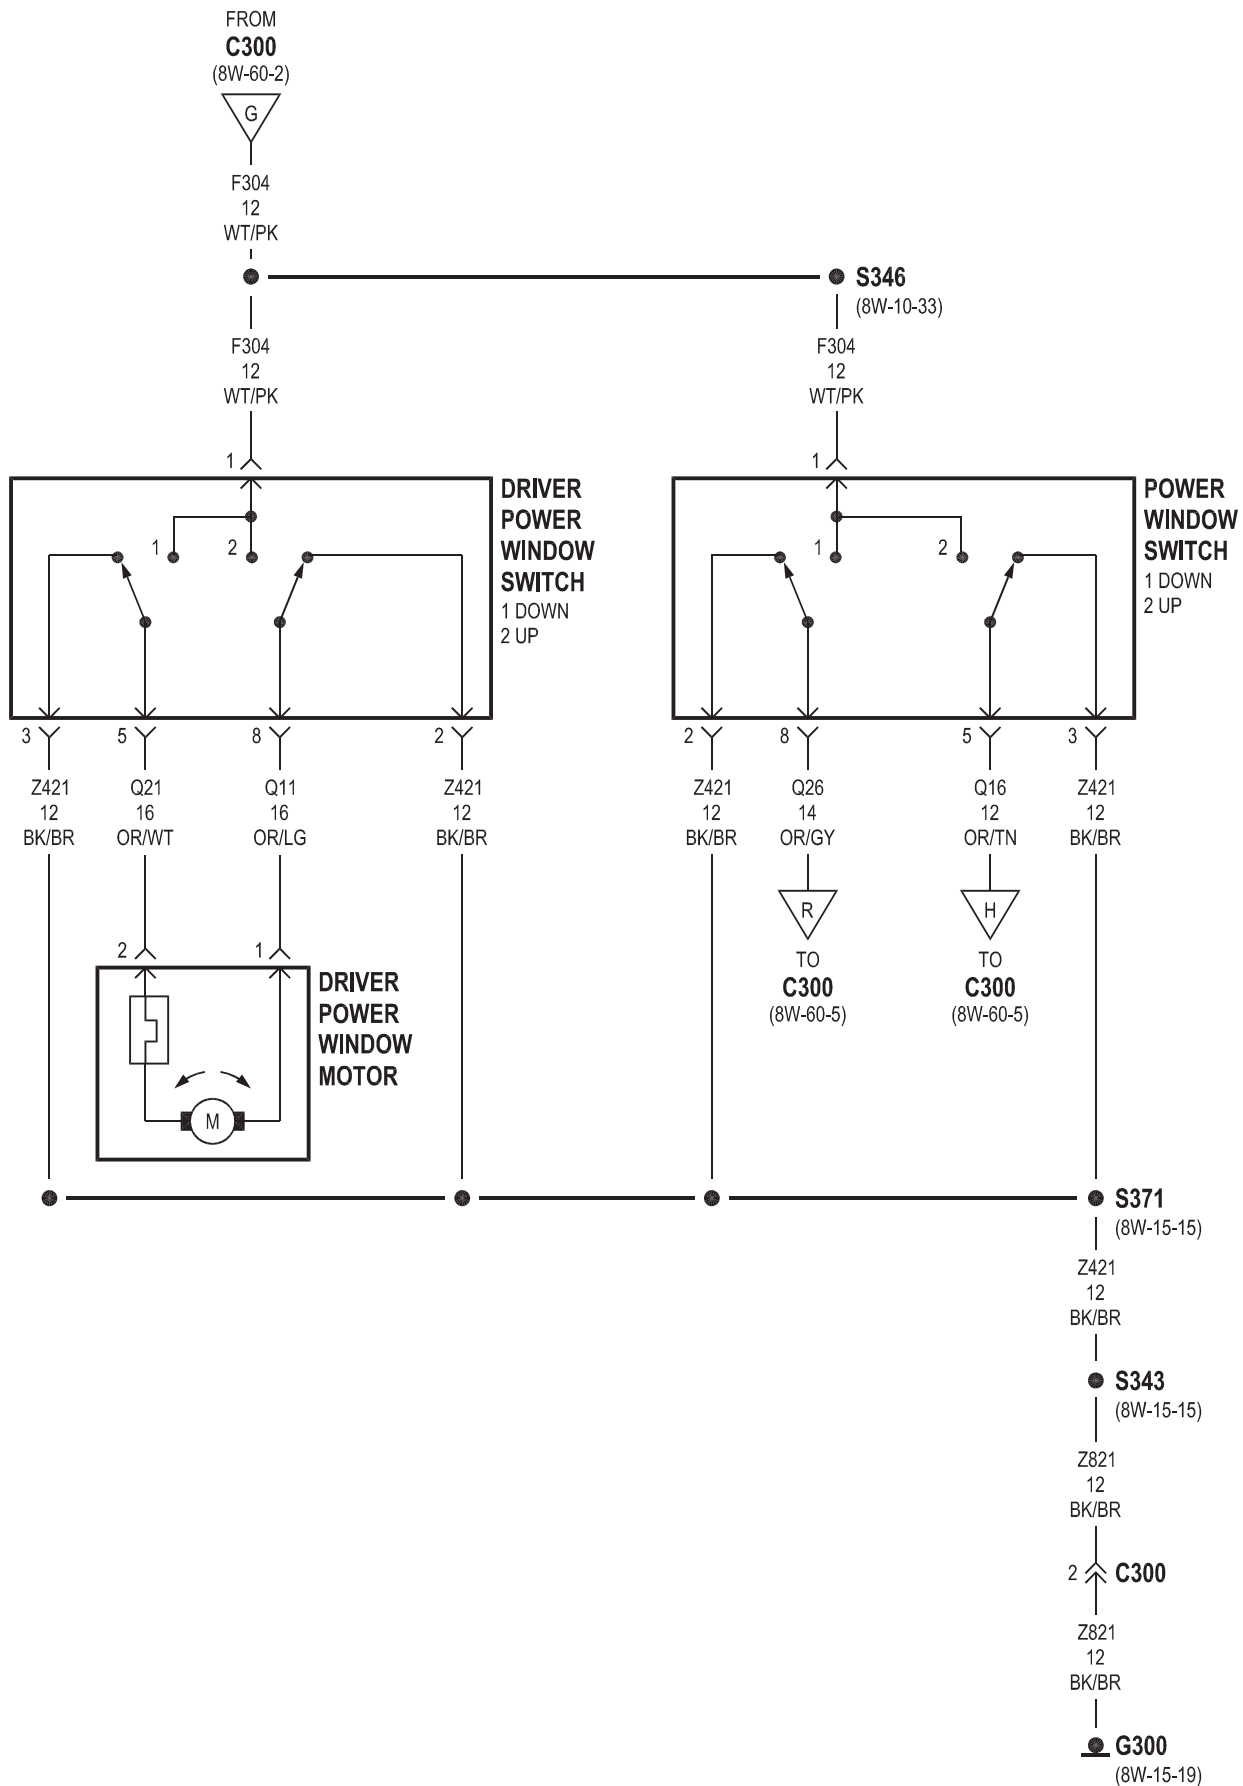 FROM
C300
(8W-60-2)
G
F304
12
WT/PK
S346
(8W-10-33)
F304
12
WT/PK
F304
12
WT/PK
1
1
DRIVER
POWER
WINDOW
SWITCH
1 DOWN
2 UP
1
2
POWER
WINDOW
SWITCH
1 DOWN
2 UP
1
2
3
5
8
2
2
8
5
3
Z421
12
BK/BR
Q21
16
OR/WT
Q11
16
OR/LG
Z421
12
BK/BR
Z421
12
BK/BR
Q26
14
OR/GY
Q16
12
OR/TN
Z421
12
BK/BR
R
TO
C300
(8W-60-5)
H
TO
C300
(8W-60-5)
2
1
DRIVER
POWER
WINDOW
MOTOR
M
S371
(8W-15-15)
Z421
12
BK/BR
S343
(8W-15-15)
Z821
12
BK/BR
2
C300
Z821
12
BK/BR
G300
(8W-15-19)